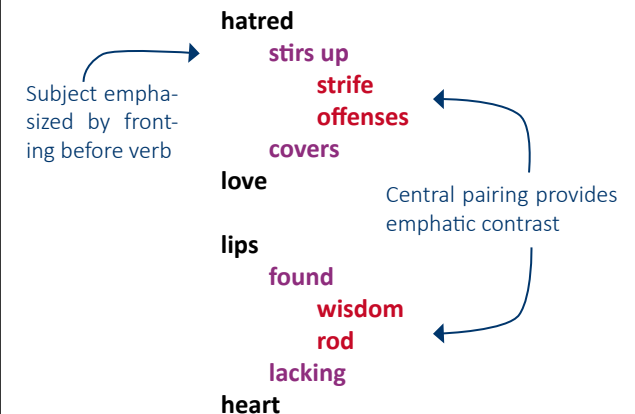 hatred
stirs up
strife
offenses
covers
love
Subject empha-
sized by front-
ing before verb
Central pairing provides
emphatic contrast
lips
found
wisdom
rod
lacking
heart